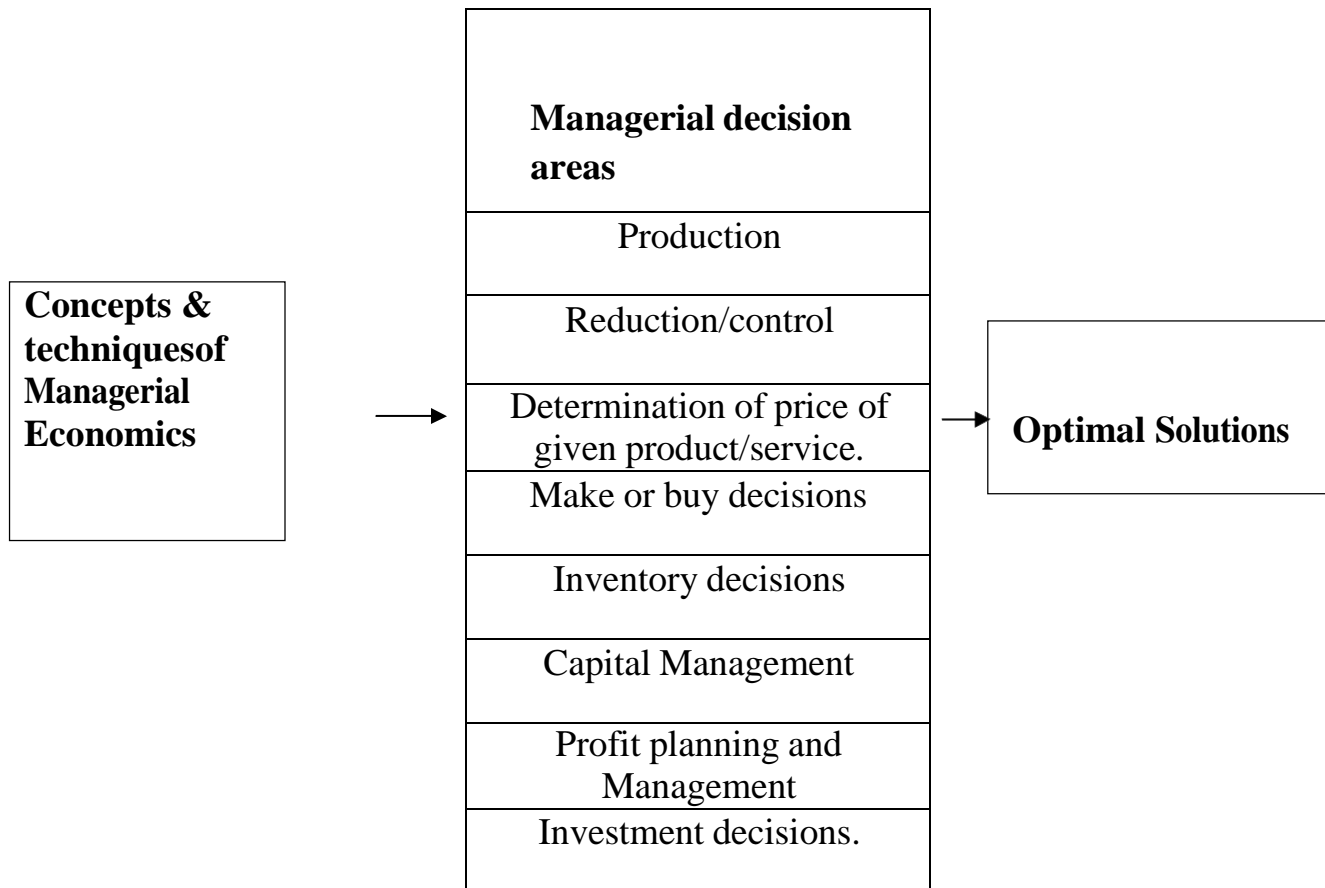 Concepts &
techniquesof
Managerial
Economics
Managerial decision
areas
Production
Reduction/control
Determination of price of
given product/service.
Make or buy decisions
Inventory decisions
Capital Management
Profit planning and
Management
Investment decisions.
Optimal Solutions